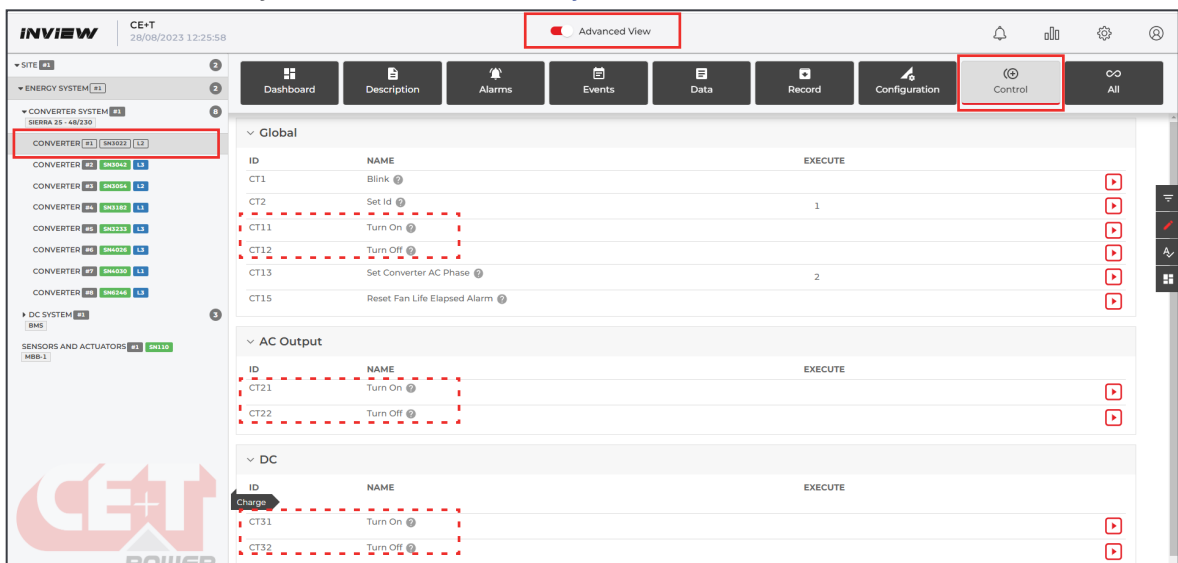 INVIEW
CE+T
28/08/2023 12:25:58
Advanced View
SITE #1 2
ENERGY SYSTEM #1 2
CONVERTER SYSTEM #1 8
SIERRA 25 - 48/230
CONVERTER #1 SN3022 L2
CONVERTER #2 SN3042 L3
CONVERTER #3 SN3054 L2
CONVERTER #4 SN3182 L1
CONVERTER #5 SN3233 L3
CONVERTER #6 SN4026 L3
CONVERTER #7 SN4030 L1
CONVERTER #8 SN6246 L3
DC SYSTEM #1 3
BMS
SENSORS AND ACTUATORS #1 SN110
MBB-1
CE+T
POWER
Dashboard Description Alarms Events Data Record Configuration Control All
Global
ID NAME EXECUTE
CT1 Blink ?
CT2 Set Id ? 1
CT11 Turn On ?
CT12 Turn Off ?
CT13 Set Converter AC Phase ? 2
CT15 Reset Fan Life Elapsed Alarm ?
AC Output
ID NAME EXECUTE
CT21 Turn On ?
CT22 Turn Off ?
DC
ID NAME EXECUTE
Charge
CT31 Turn On ?
CT32 Turn Off ?